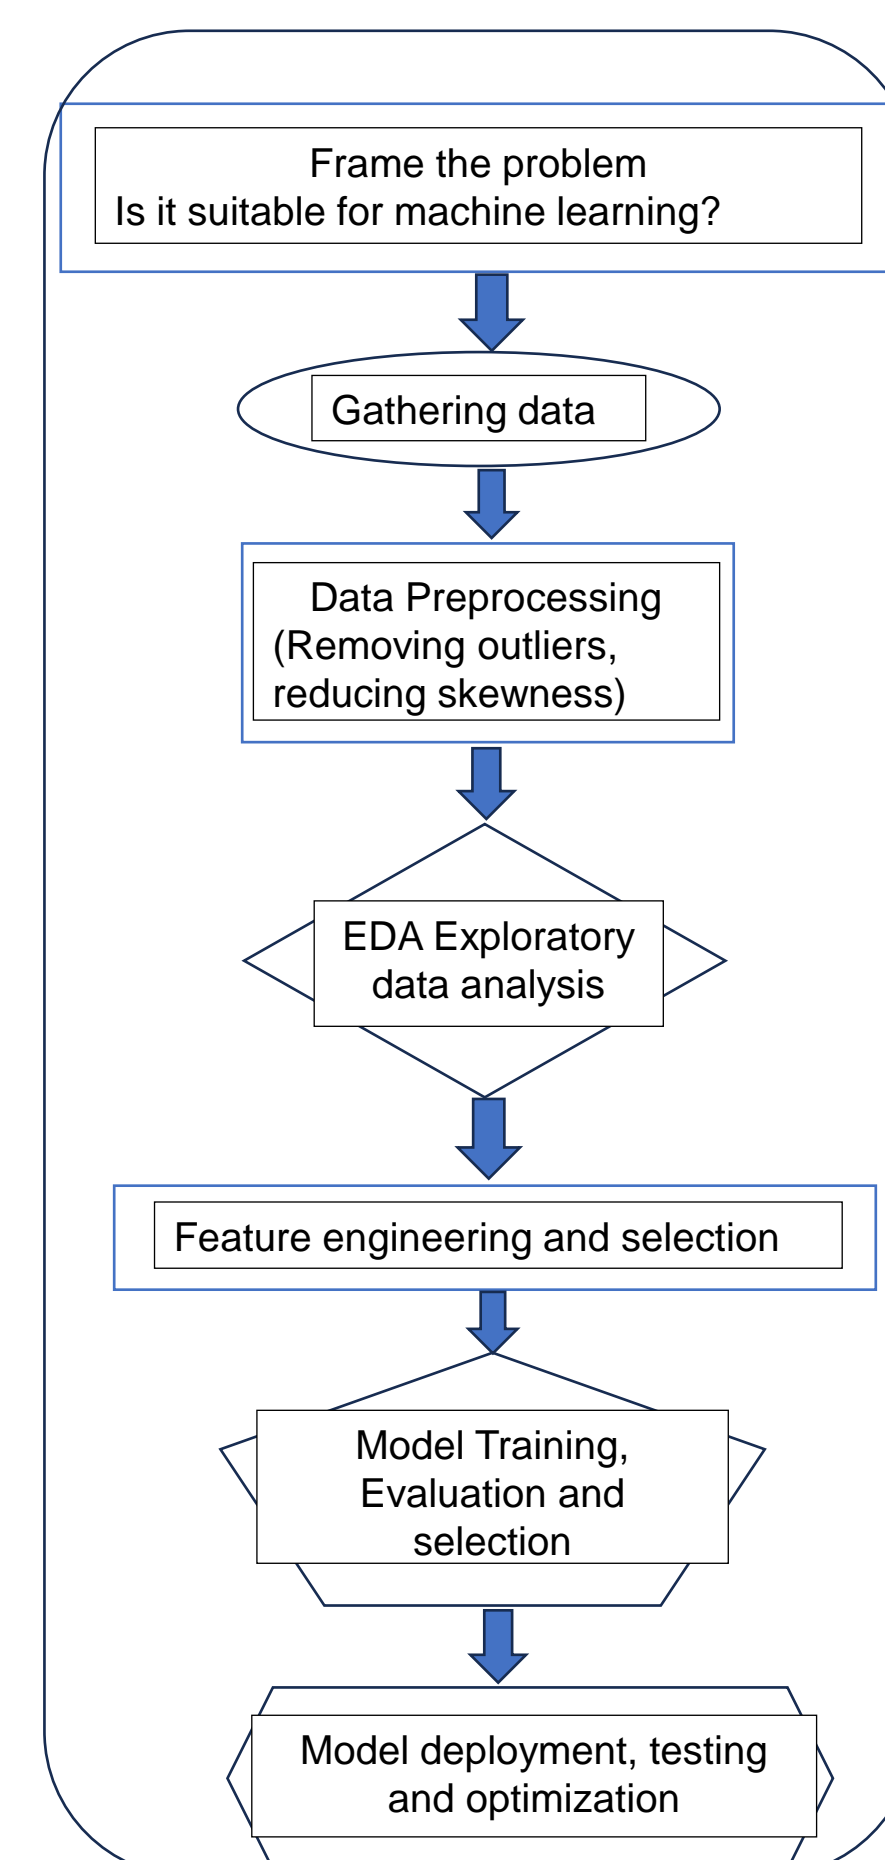 Frame the problem
Is it suitable for machine learning?
Gathering data
Data Preprocessing
(Removing outliers,
reducing skewness)
EDA Exploratory
data analysis
Feature engineering and selection
Model Training,
Evaluation and
selection
Model deployment, testing
and optimization